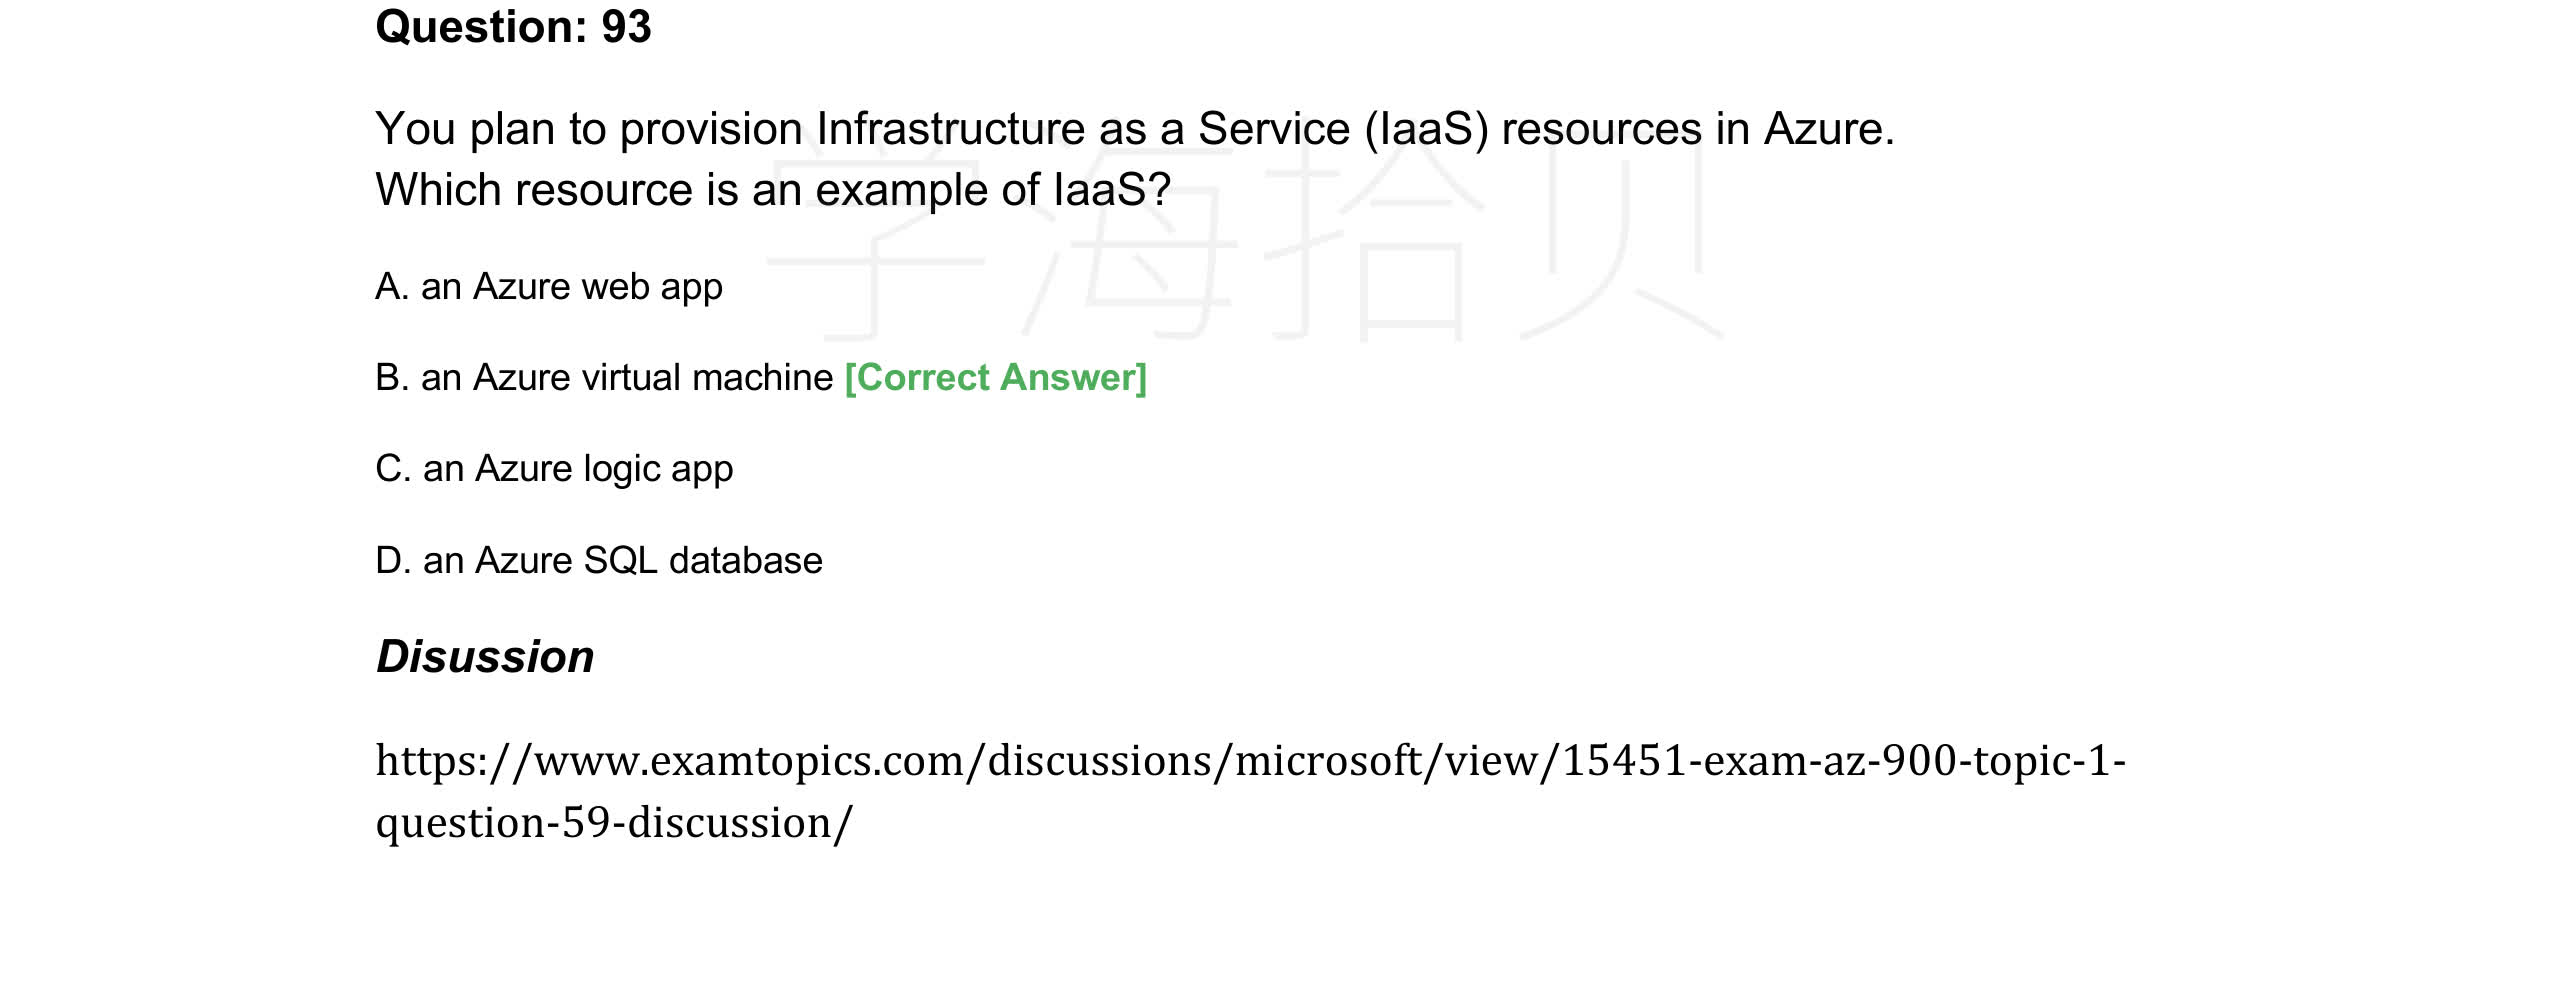 Question: 93
You plan to provision Infrastructure as a Service (IaaS) resources in Azure.
Which resource is an example of IaaS?
学海拾贝
A. an Azure web app
B. an Azure virtual machine [Correct Answer]
C. an Azure logic app
D. an Azure SQL database
Disussion
https://www.examtopics.com/discussions/microsoft/view/15451-exam-az-900-topic-1-
question-59-discussion/